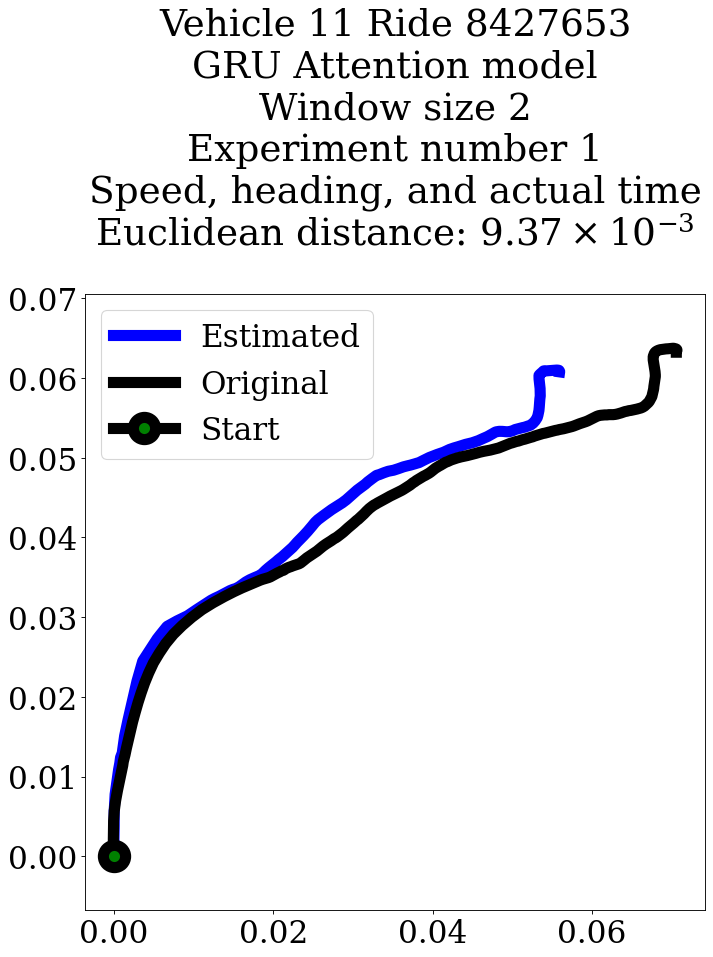 Vehicle 11 Ride 8427653
GRU Attention model
Window size 2
Experiment number 1
Speed, heading, and actual time
Euclidean distance: 9.37 × 10⁻³
0.07
0.06
0.05
0.04
0.03
0.02
0.01
0.00
Estimated
Original
Start
0.00 0.02 0.04 0.06